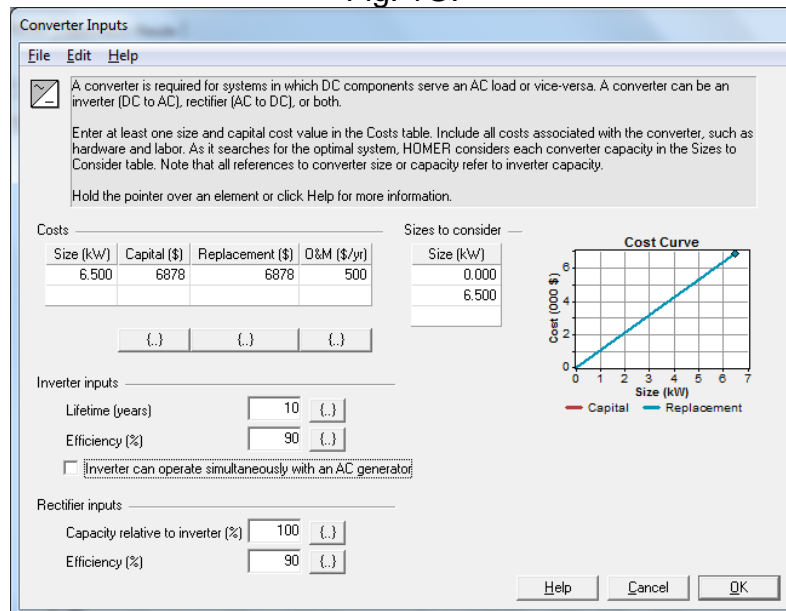 Converter Inputs
File Edit Help
A converter is required for systems in which DC components serve an AC load or vice-versa. A converter can be an
inverter (DC to AC), rectifier (AC to DC), or both.
Enter at least one size and capital cost value in the Costs table. Include all costs associated with the converter, such as
hardware and labor. As it searches for the optimal system, HOMER considers each converter capacity in the Sizes to
Consider table. Note that all references to converter size or capacity refer to inverter capacity.
Hold the pointer over an element or click Help for more information.
Costs
Size (kW) Capital ($) Replacement ($) O&M ($/yr)
6.500 6878 6878 500
{..} {..} {..}
Sizes to consider
Size (kW)
0.000
6.500
Cost Curve
Cost (000 $)
6
4
2
0
0 1 2 3 4 5 6 7
Size (kW)
Capital Replacement
Inverter inputs
Lifetime (years) 10 {..}
Efficiency (%) 90 {..}
Inverter can operate simultaneously with an AC generator
Rectifier inputs
Capacity relative to inverter (%) 100 {..}
Efficiency (%) 90 {..}
Help Cancel OK